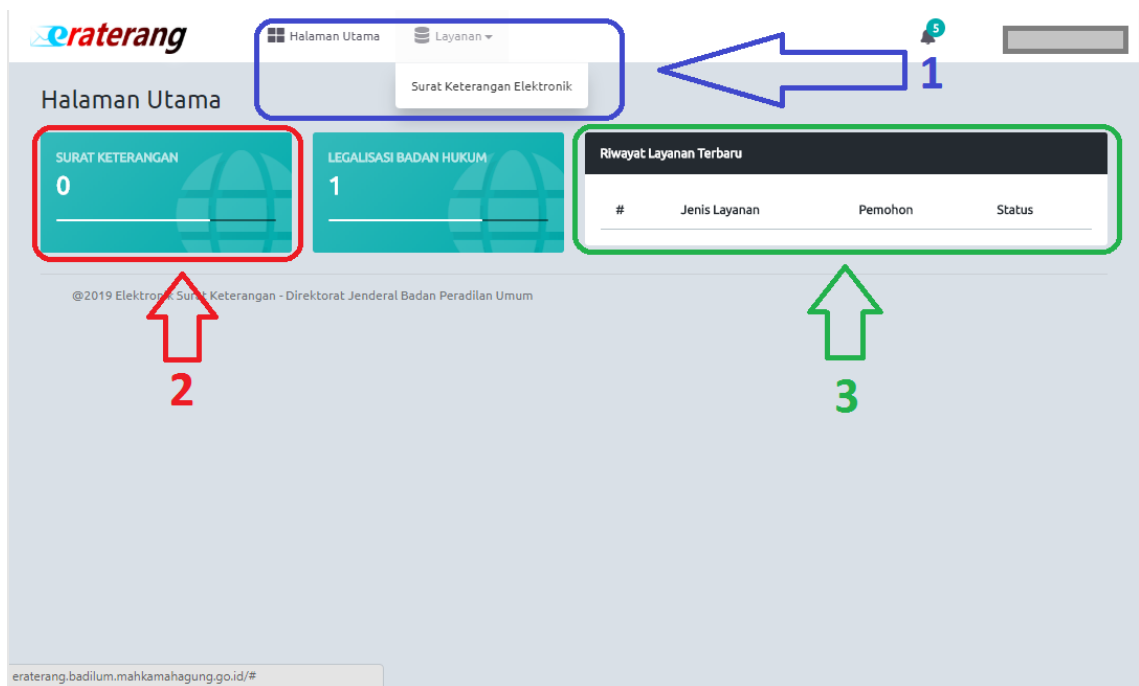 eraterang
Halaman Utama
Layanan
5
1
Surat Keterangan Elektronik
Halaman Utama
SURAT KETERANGAN
0
LEGALISASI BADAN HUKUM
1
Riwayat Layanan Terbaru
# Jenis Layanan Pemohon Status
@2019 Elektronik Surat Keterangan - Direktorat Jenderal Badan Peradilan Umum
2
3
eraterang.badilum.mahkamahagung.go.id/#